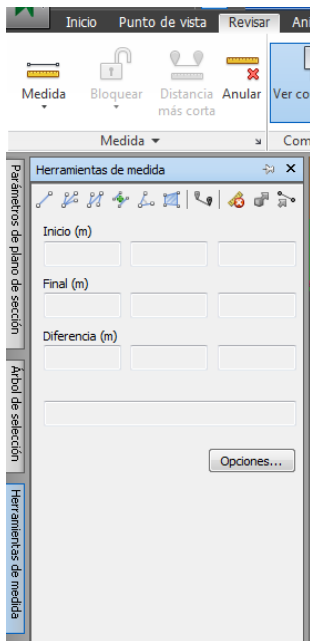 Inicio Punto de vista Revisar Ani
Medida Bloquear Distancia más corta Anular Ver co
Medida Com
Herramientas de medida
Inicio (m)
Final (m)
Diferencia (m)
Opciones...
Parámetros de plano de sección
Árbol de selección
Herramientas de medida